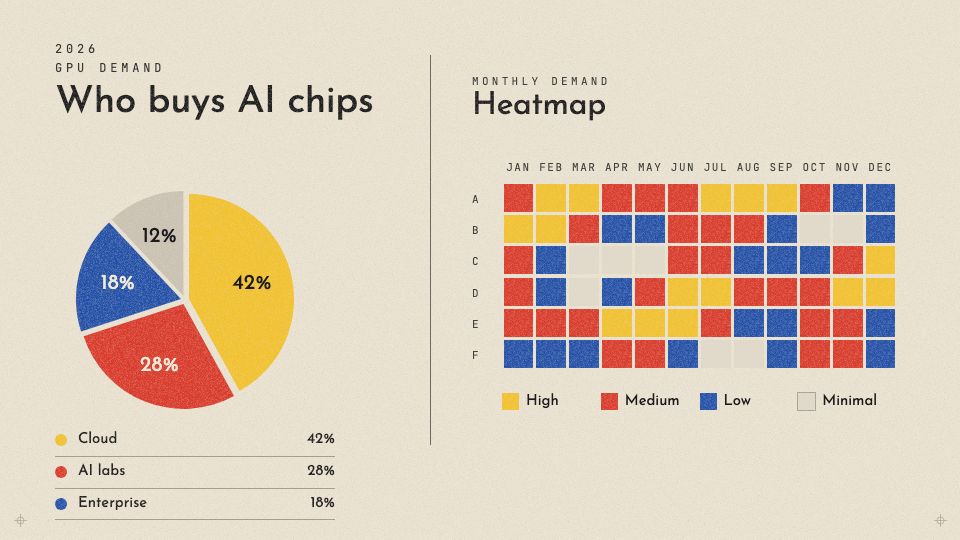 2026
GPU DEMAND
Who buys AI chips
12%
42%
18%
28%
Cloud 42%
AI labs 28%
Enterprise 18%
MONTHLY DEMAND
Heatmap
JAN FEB MAR APR MAY JUN JUL AUG SEP OCT NOV DEC
A
B
C
D
E
F
High Medium Low Minimal